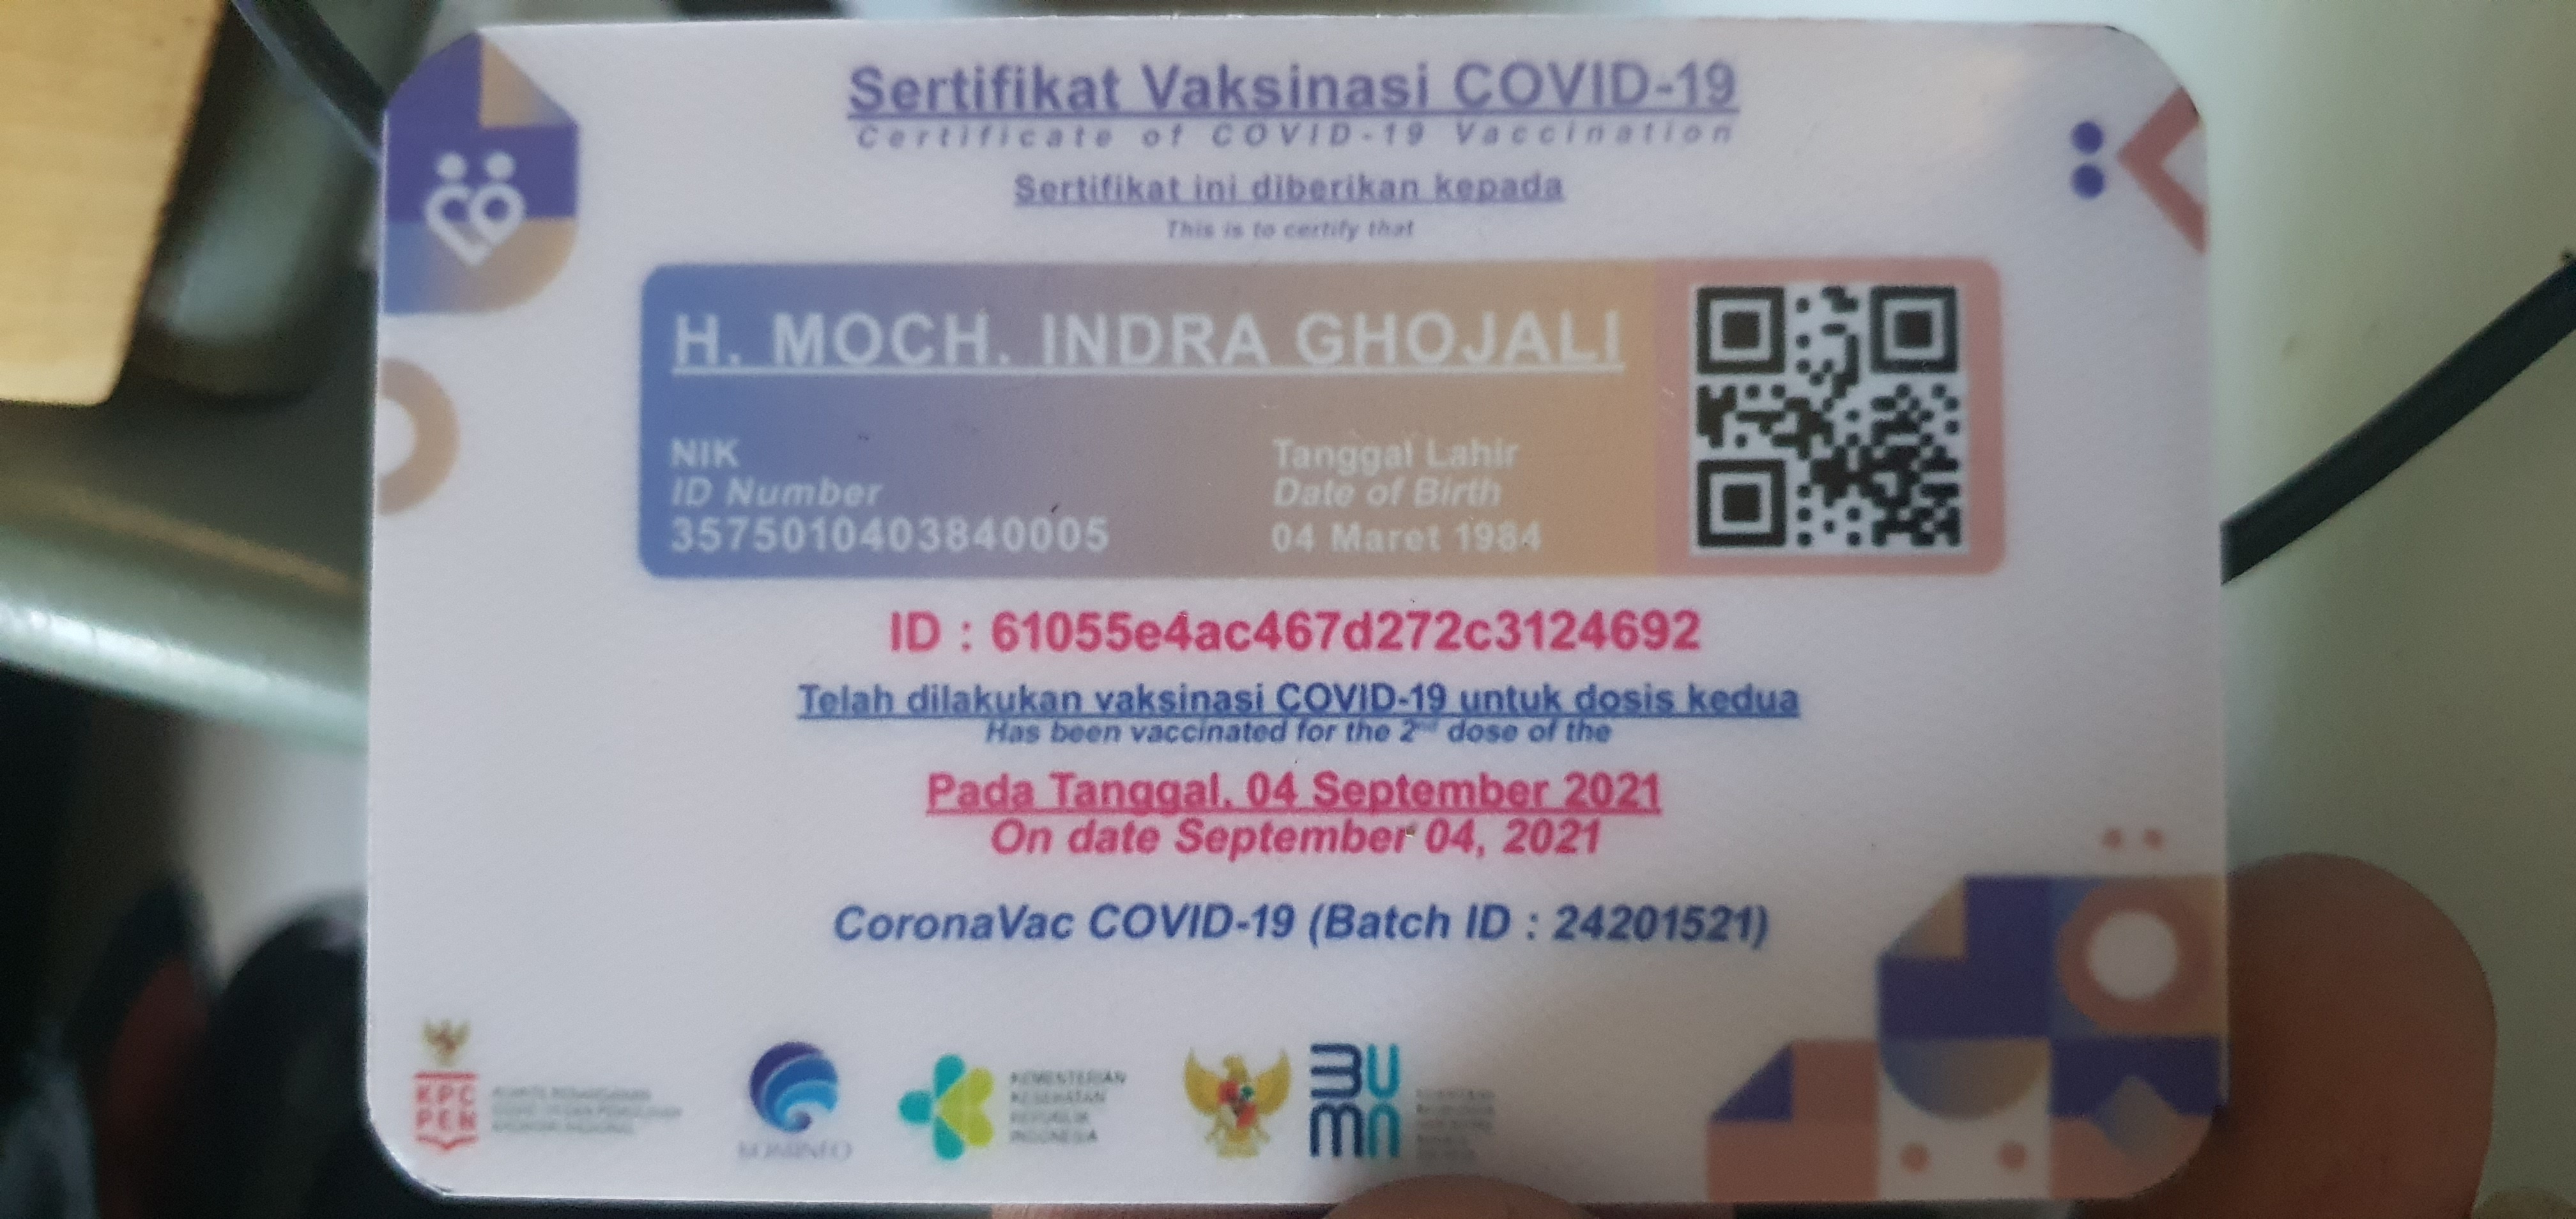 Sertifikat Vaksinasi COVID-19
Certificate of COVID-19 Vaccination
Sertifikat ini diberikan kepada
This is to certify that
H. MOCH. INDRA GHOJALI
NIK
ID Number
3575010403840005
Tanggal Lahir
Date of Birth
04 Maret 1984
ID : 61055e4ac467d272c3124692
Telah dilakukan vaksinasi COVID-19 untuk dosis kedua
Has been vaccinated for the 2nd dose of the
Pada Tanggal, 04 September 2021
On date September 04, 2021
CoronaVac COVID-19 (Batch ID : 24201521))
KPC
PEN
KOMINFO
KEMENTERIAN
KESEHATAN
REPUBLIK
INDONESIA
BU
mn